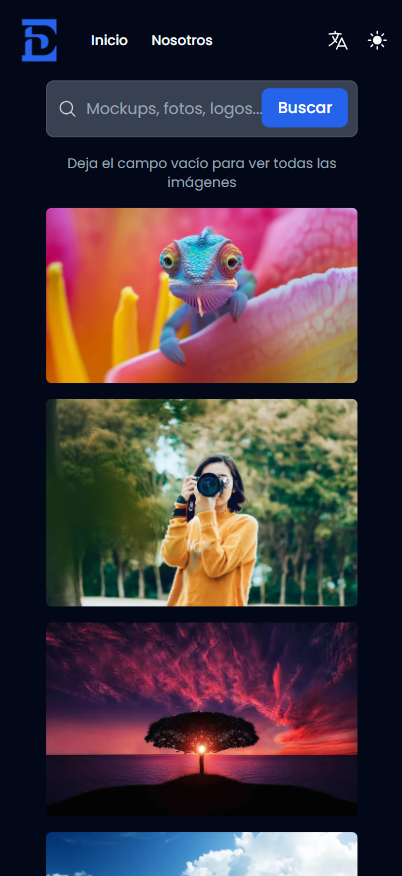 D
Inicio Nosotros
Mockups, fotos, logos... Buscar
Deja el campo vacío para ver todas las
imágenes